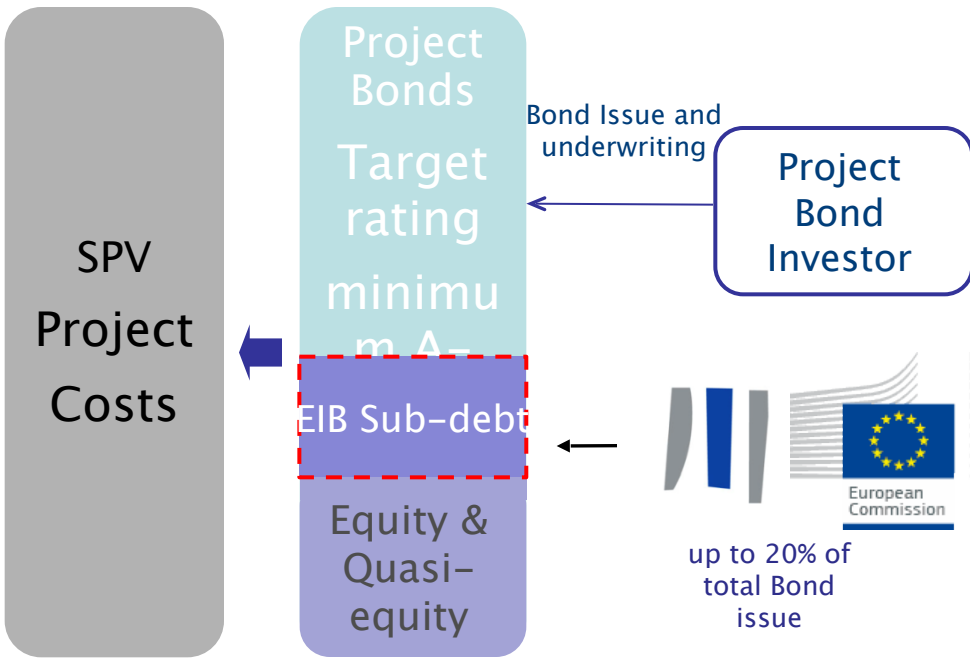 SPV
Project
Costs
Project
Bonds
Target
rating
minimu
m A-
EIB Sub-debt
Equity &
Quasi-
equity
Bond Issue and
underwriting
Project
Bond
Investor
European
Commission
up to 20% of
total Bond
issue